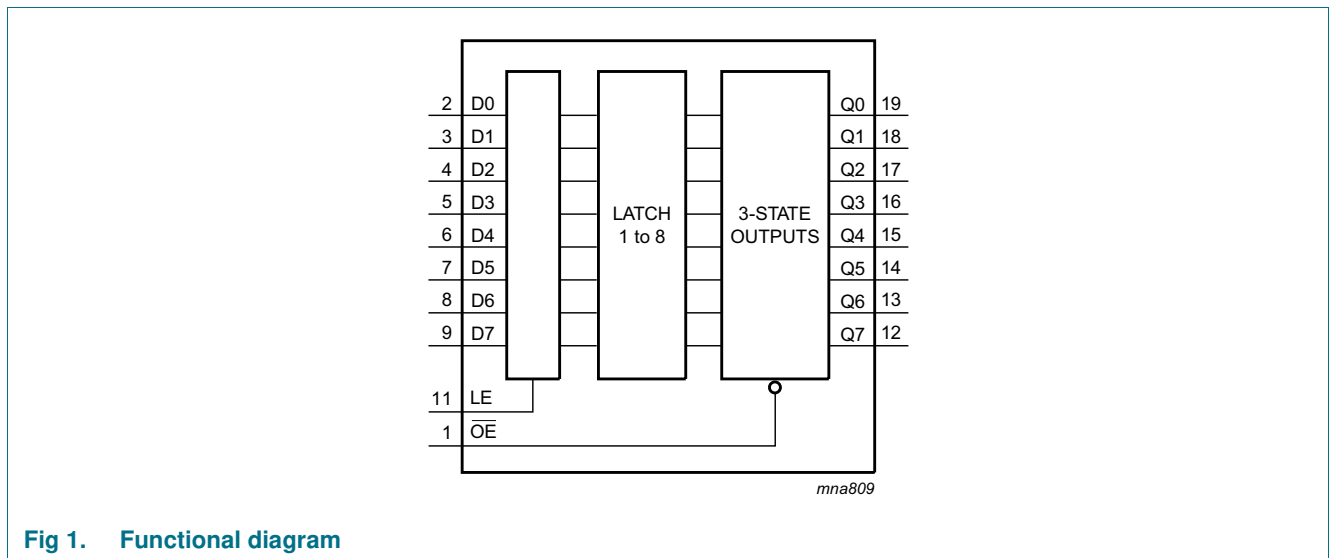 2 D0 Q0 19
3 D1 Q1 18
4 D2 Q2 17
5 D3 Q3 16
6 D4 LATCH 3-STATE Q4 15
1 to 8 OUTPUTS
7 D5 Q5 14
8 D6 Q6 13
9 D7 Q7 12
11 LE
1 O̅E̅
mna809
Fig 1. Functional diagram